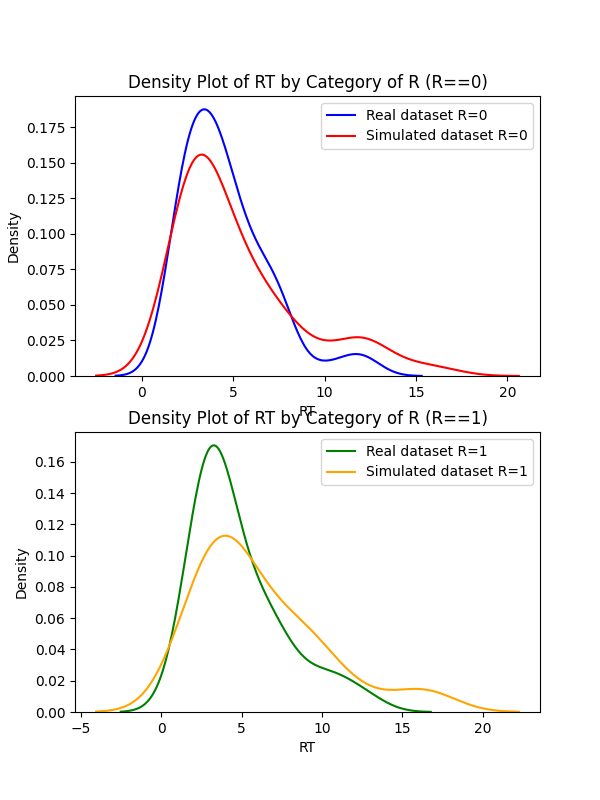 Density Plot of RT by Category of R (R==0)
Real dataset R=0
Simulated dataset R=0
Density
0.175
0.150
0.125
0.100
0.075
0.050
0.025
0.000
0 5 10 15 20
RT
Density Plot of RT by Category of R (R==1)
Real dataset R=1
Simulated dataset R=1
Density
0.16
0.14
0.12
0.10
0.08
0.06
0.04
0.02
0.00
−5 0 5 10 15 20
RT